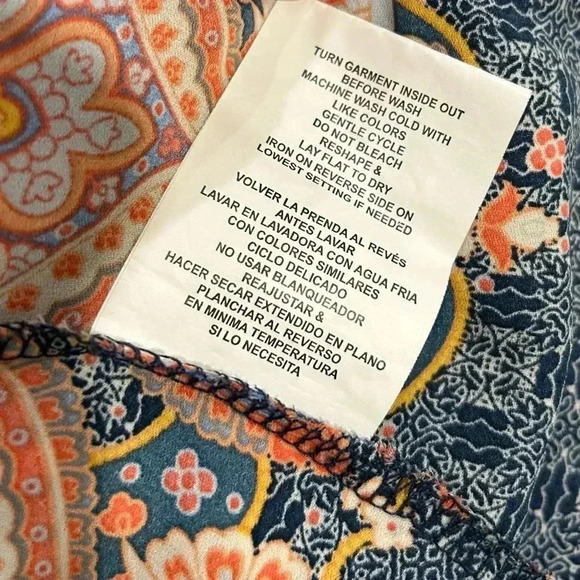 TURN GARMENT INSIDE OUT
BEFORE WASH
MACHINE WASH COLD WITH
LIKE COLORS
GENTLE CYCLE
DO NOT BLEACH
RESHAPE &
LAY FLAT TO DRY
IRON ON REVERSE SIDE ON
LOWEST SETTING IF NEEDED
VOLVER LA PRENDA AL REVÉS
ANTES LAVAR
LAVAR EN LAVADORA CON AGUA FRIA
CON COLORES SIMILARES
CICLO DELICADO
NO USAR BLANQUEADOR
REAJUSTAR &
HACER SECAR EXTENDIDO EN PLANO
PLANCHAR AL REVERSO
EN MINIMA TEMPERATURA
SI LO NECESITA